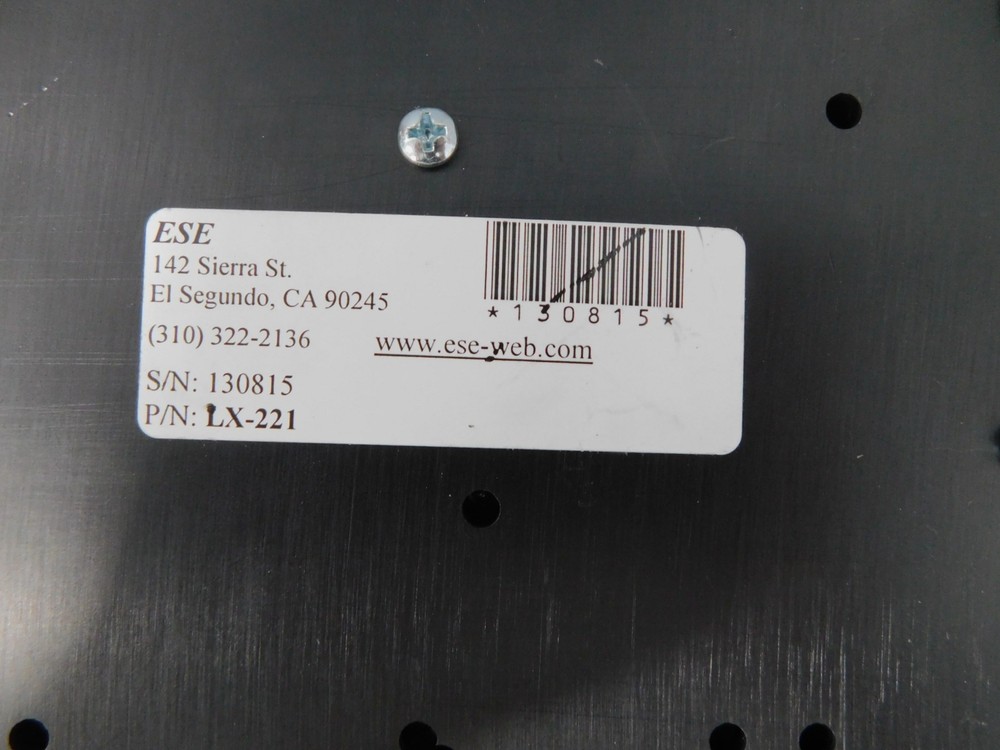 ESE
142 Sierra St.
El Segundo, CA 90245
(310) 322-2136
www.ese-web.com
S/N: 130815
P/N: LX-221
*130815*